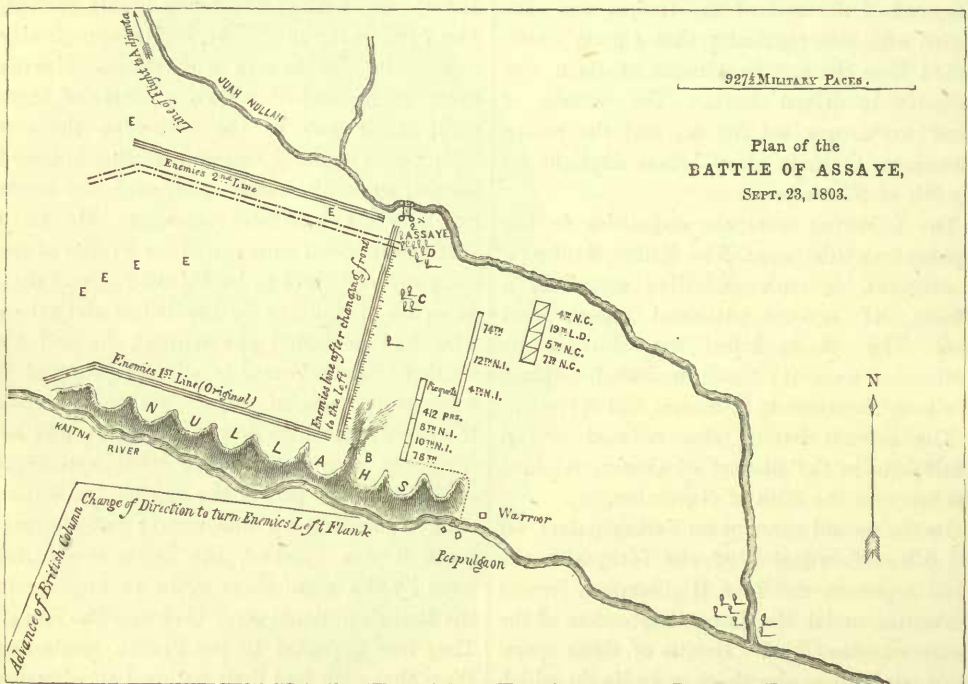 Line of Flight to Adjunta
JUAH NULLAH
927½ MILITARY PACES.
Plan of the
BATTLE OF ASSAYE,
SEPT. 23, 1803.
E
Enemies 2nd Line
E
ASSAYE
D
E E E
E
C
Enemies line after changing front
to the left
74TH
12TH N.I.
4TH N.I.
Picquets
412 PRS.
8TH N.I.
10TH N.I.
78TH
4TH N.C.
19TH L.D.
5TH N.C.
7TH N.C.
N
Enemies 1st Line (Original)
NULLAHS
B
KAITNA
RIVER
Warroor
Peepulgaon
Change of Direction to turn Enemies Left Flank
Advance of British Column